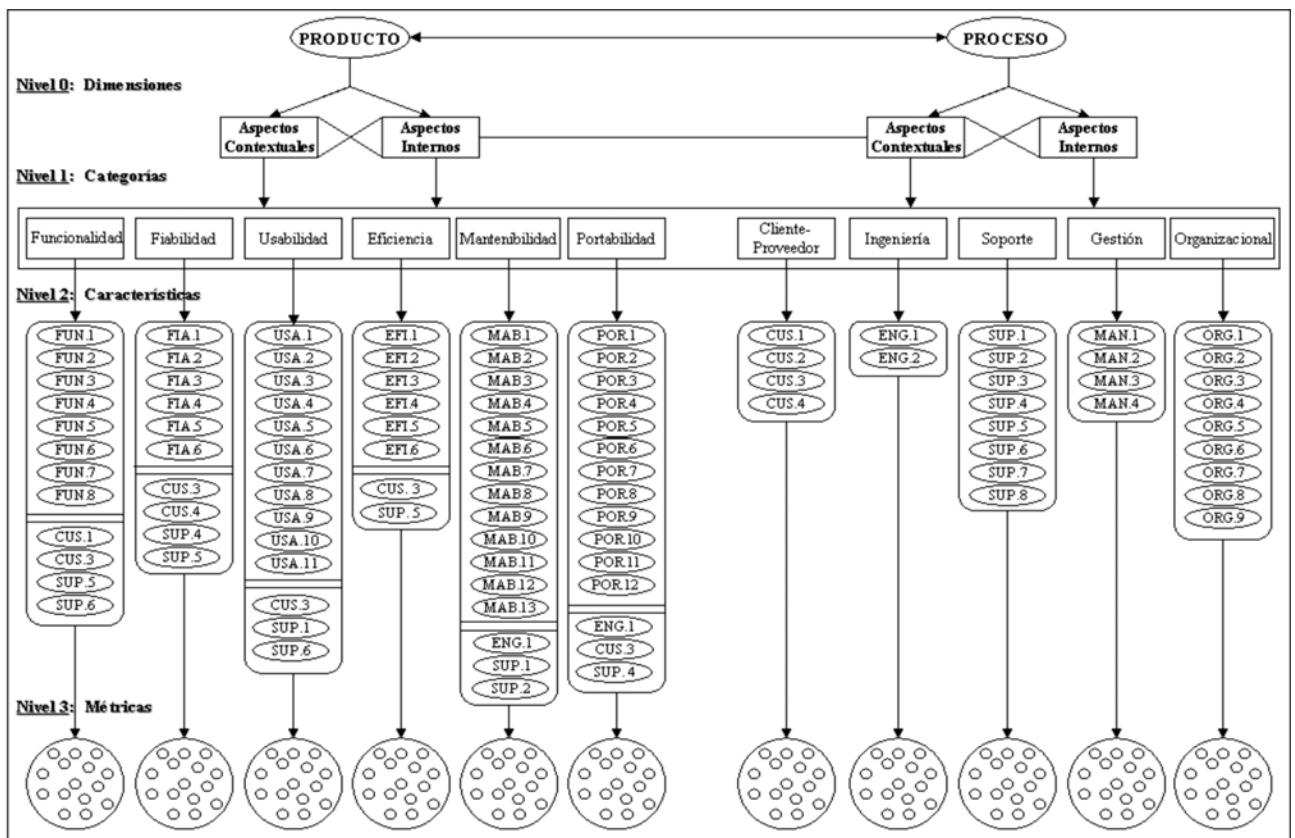 PRODUCTO
PROCESO
Nivel 0: Dimensiones
Aspectos
Contextuales
Aspectos
Internos
Aspectos
Contextuales
Aspectos
Internos
Nivel 1: Categorías
Funcionalidad
Fiabilidad
Usabilidad
Eficiencia
Mantenibilidad
Portabilidad
Cliente-
Proveedor
Ingeniería
Soporte
Gestión
Organizacional
Nivel 2: Características
FUN.1
FUN.2
FUN.3
FUN.4
FUN.5
FUN.6
FUN.7
FUN.8
CUS.1
CUS.3
SUP.5
SUP.6
FIA.1
FIA.2
FIA.3
FIA.4
FIA.5
FIA.6
CUS.3
CUS.4
SUP.4
SUP.5
USA.1
USA.2
USA.3
USA.4
USA.5
USA.6
USA.7
USA.8
USA.9
USA.10
USA.11
CUS.3
SUP.1
SUP.6
EFI.1
EFI.2
EFI.3
EFI.4
EFI.5
EFI.6
CUS. 3
SUP. 5
MAB.1
MAB.2
MAB.3
MAB.4
MAB.5
MAB.6
MAB.7
MAB.8
MAB.9
MAB.10
MAB.11
MAB.12
MAB.13
ENG.1
SUP.1
SUP.2
POR.1
POR.2
POR.3
POR.4
POR.5
POR.6
POR.7
POR.8
POR.9
POR.10
POR.11
POR.12
ENG.1
CUS.3
SUP. 4
CUS.1
CUS.2
CUS.3
CUS.4
ENG.1
ENG.2
SUP.1
SUP.2
SUP.3
SUP.4
SUP.5
SUP.6
SUP.7
SUP.8
MAN.1
MAN.2
MAN.3
MAN.4
ORG.1
ORG.2
ORG.3
ORG.4
ORG.5
ORG.6
ORG.7
ORG.8
ORG.9
Nivel 3: Métricas